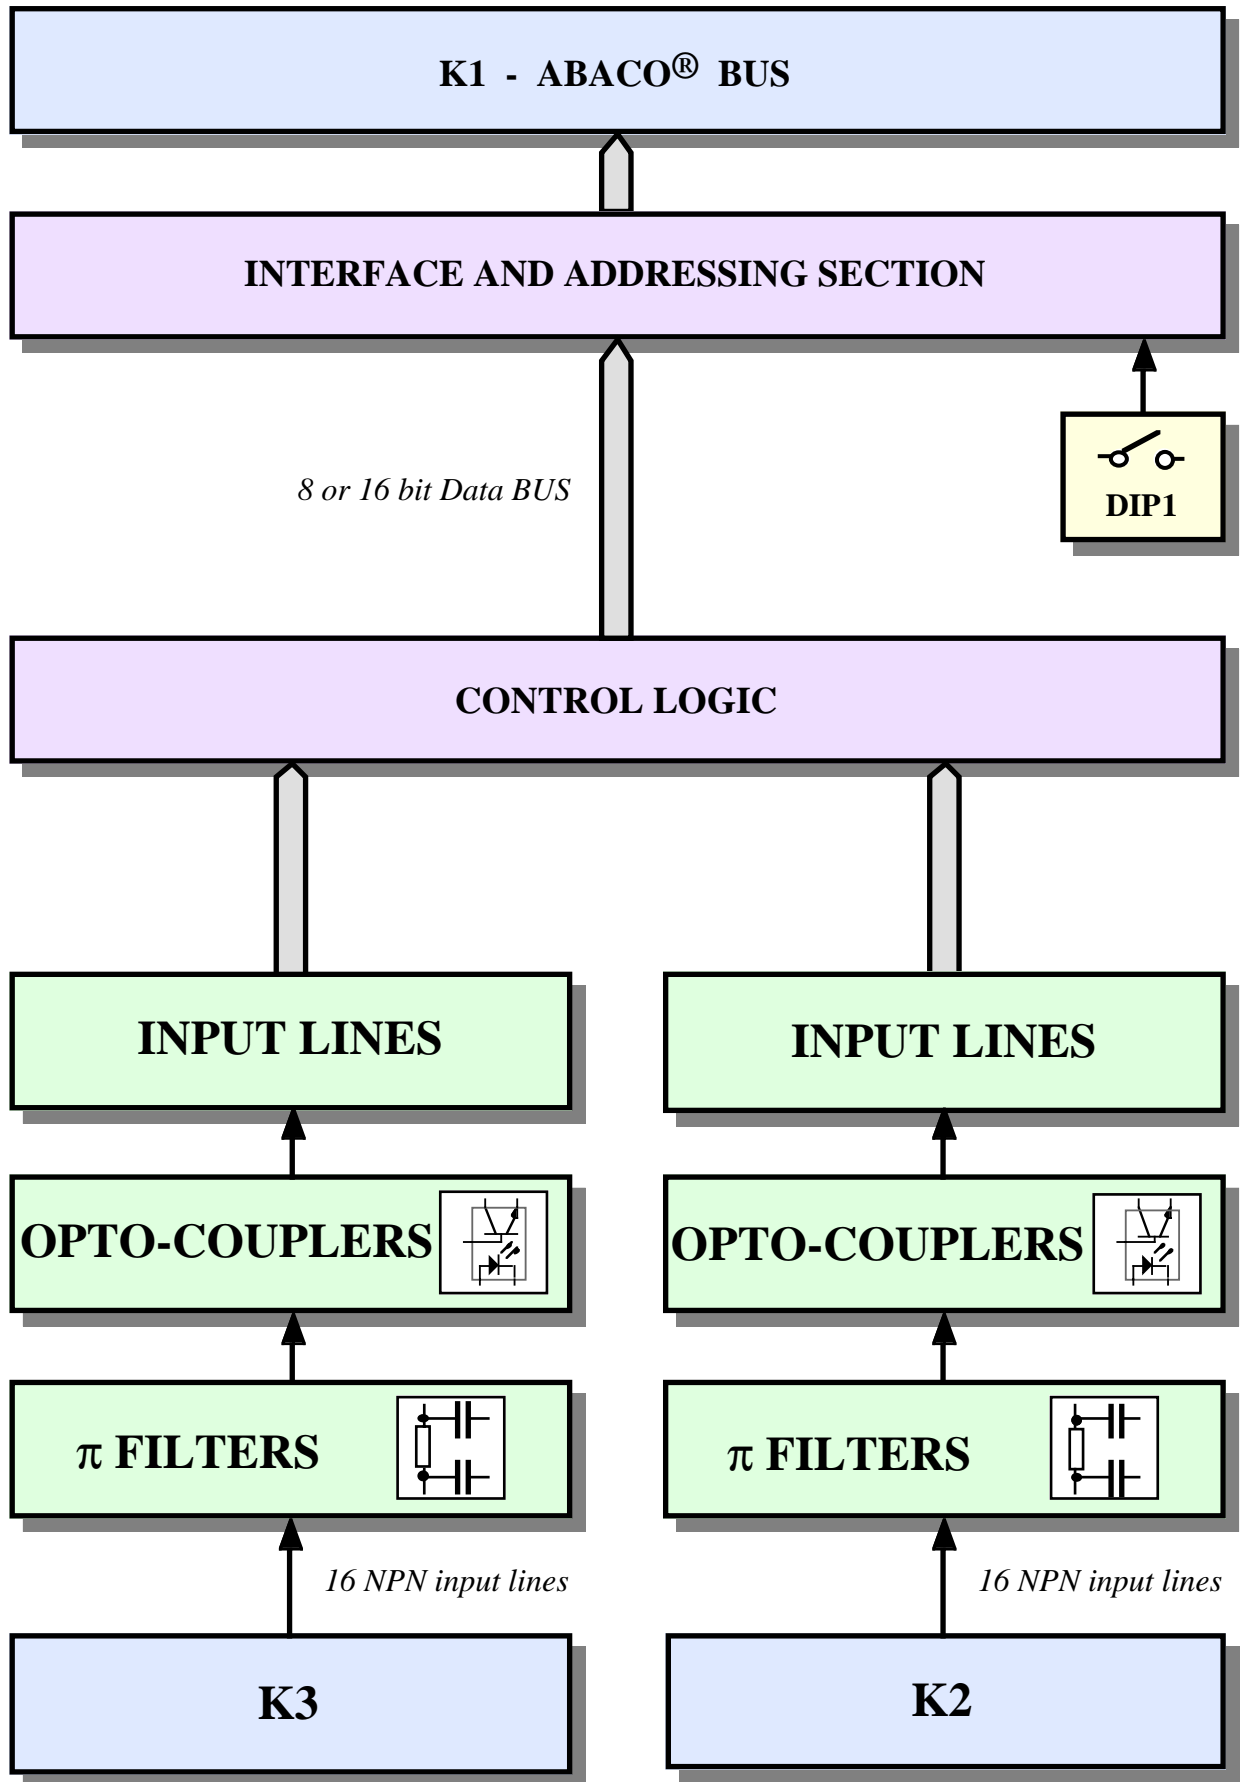 K1 - ABACO® BUS
INTERFACE AND ADDRESSING SECTION
8 or 16 bit Data BUS
DIP1
CONTROL LOGIC
INPUT LINES
INPUT LINES
OPTO-COUPLERS
OPTO-COUPLERS
π FILTERS
π FILTERS
16 NPN input lines
16 NPN input lines
K3
K2